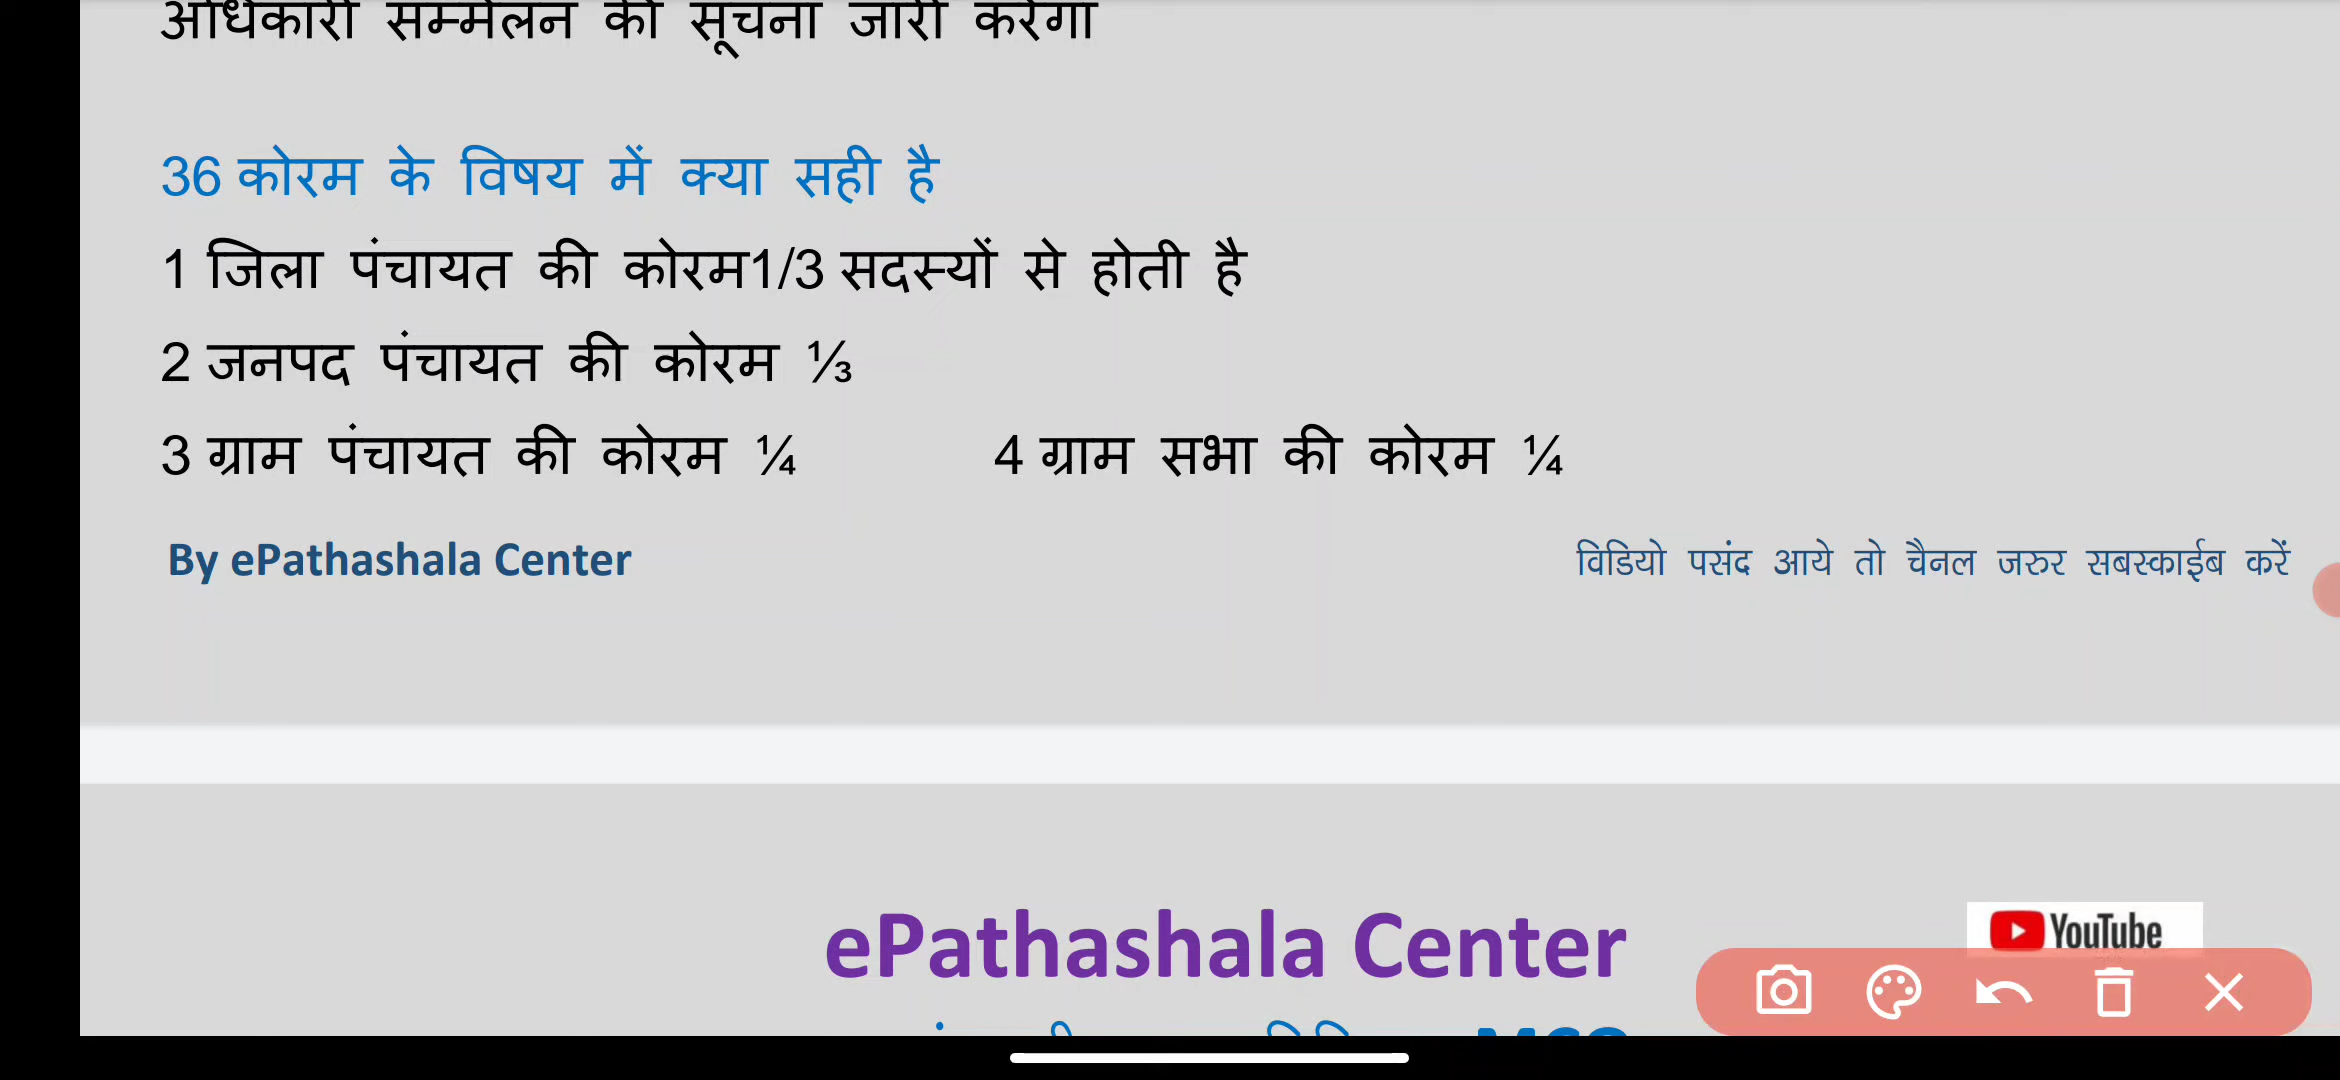 अधिकारी सम्मेलन की सूचना जारी करेगा
36 कोरम के विषय में क्या सही है
1 जिला पंचायत की कोरम1/3 सदस्यों से होती है
2 जनपद पंचायत की कोरम ⅓
3 ग्राम पंचायत की कोरम ¼ 4 ग्राम सभा की कोरम ¼
By ePathashala Center विडियो पसंद आये तो चैनल जरुर सबस्काईब करें
ePathashala Center
YouTube